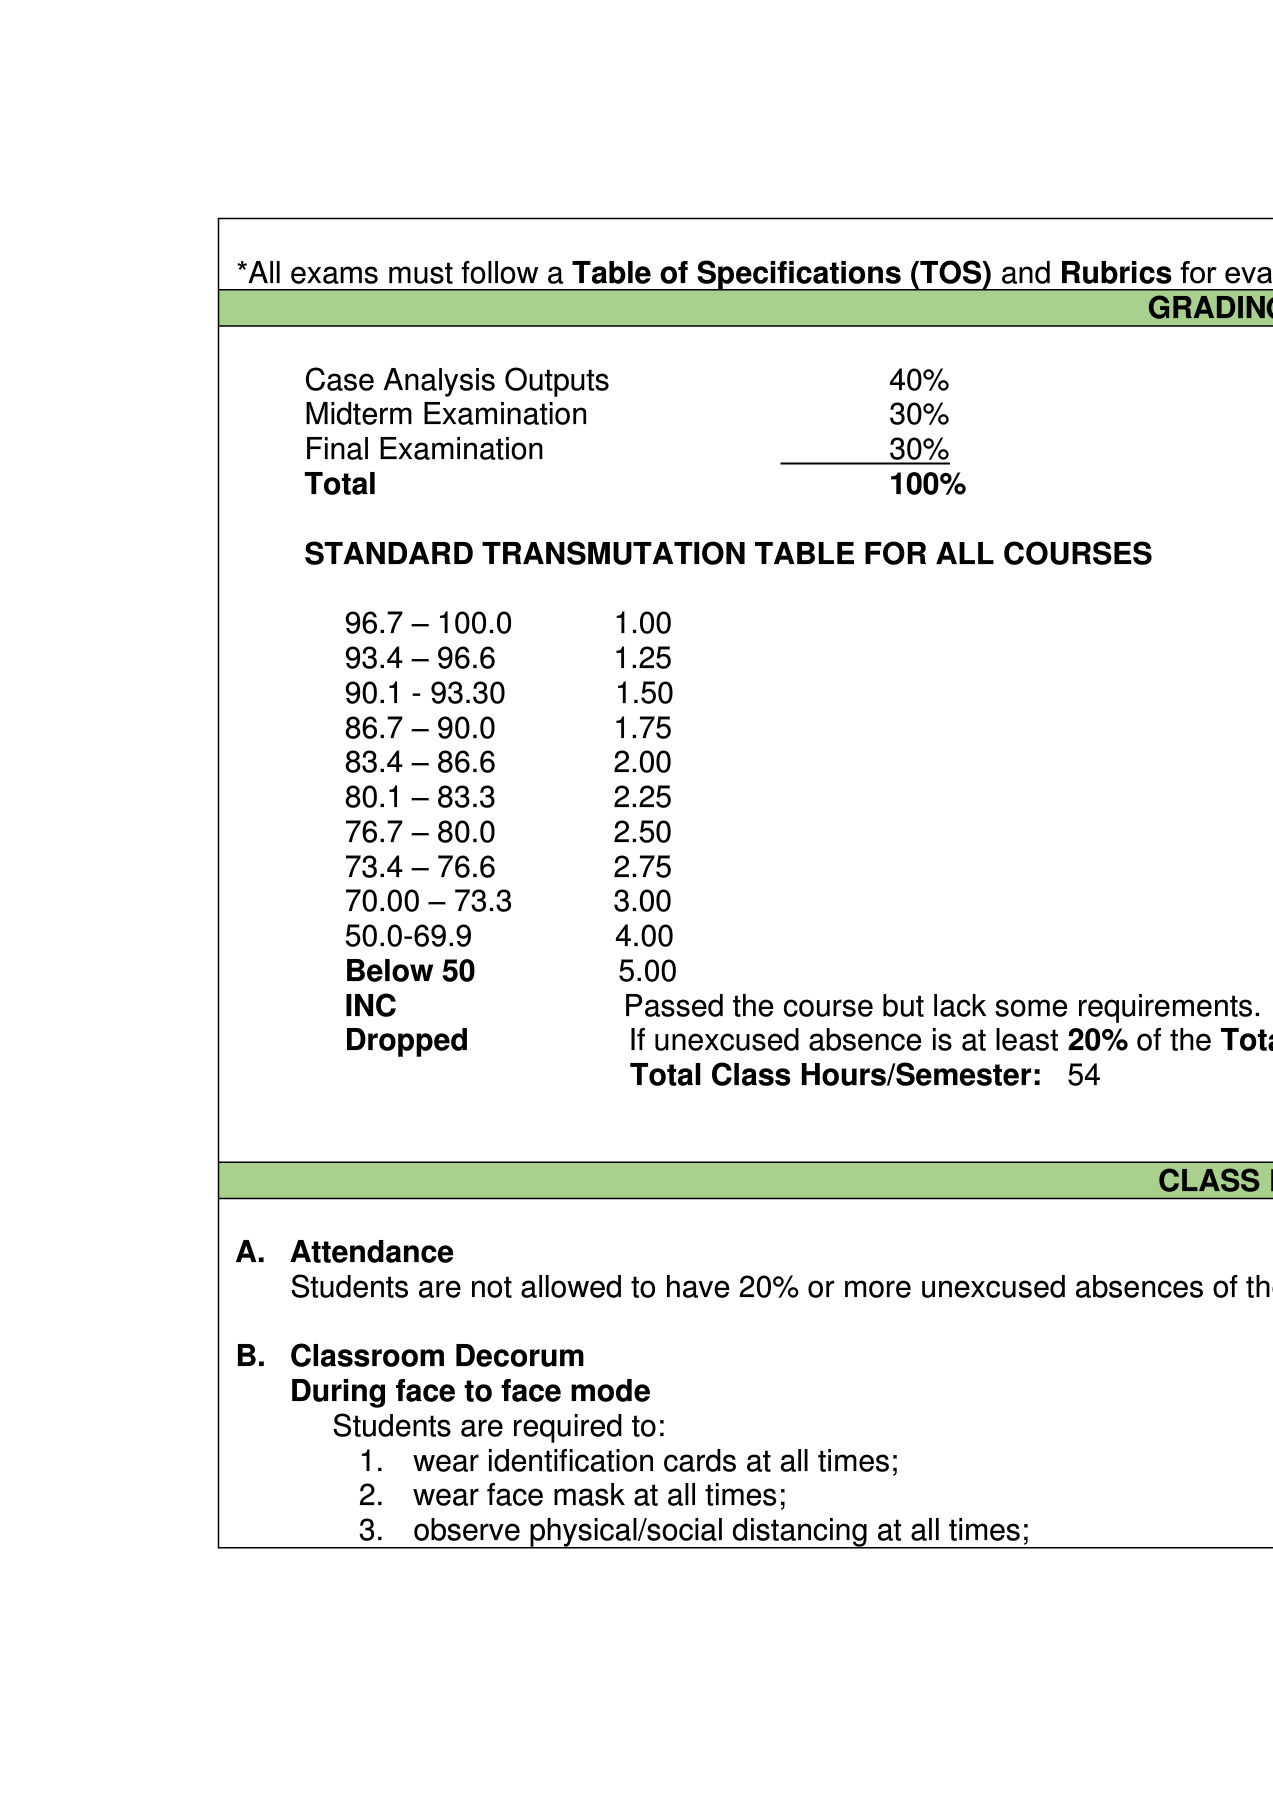 *All exams must follow a Table of Specifications (TOS) and Rubrics for
GRADING
Case Analysis Outputs 40%
Midterm Examination 30%
Final Examination 30%
Total 100%
STANDARD TRANSMUTATION TABLE FOR ALL COURSES
96.7 – 100.0 1.00
93.4 – 96.6 1.25
90.1 - 93.30 1.50
86.7 – 90.0 1.75
83.4 – 86.6 2.00
80.1 – 83.3 2.25
76.7 – 80.0 2.50
73.4 – 76.6 2.75
70.00 – 73.3 3.00
50.0-69.9 4.00
Below 50 5.00
INC Passed the course but lack some requirements.
Dropped If unexcused absence is at least 20% of the
Total Class Hours/Semester: 54
CLASS
A. Attendance
Students are not allowed to have 20% or more unexcused absences of
B. Classroom Decorum
During face to face mode
Students are required to:
1. wear identification cards at all times;
2. wear face mask at all times;
3. observe physical/social distancing at all times;